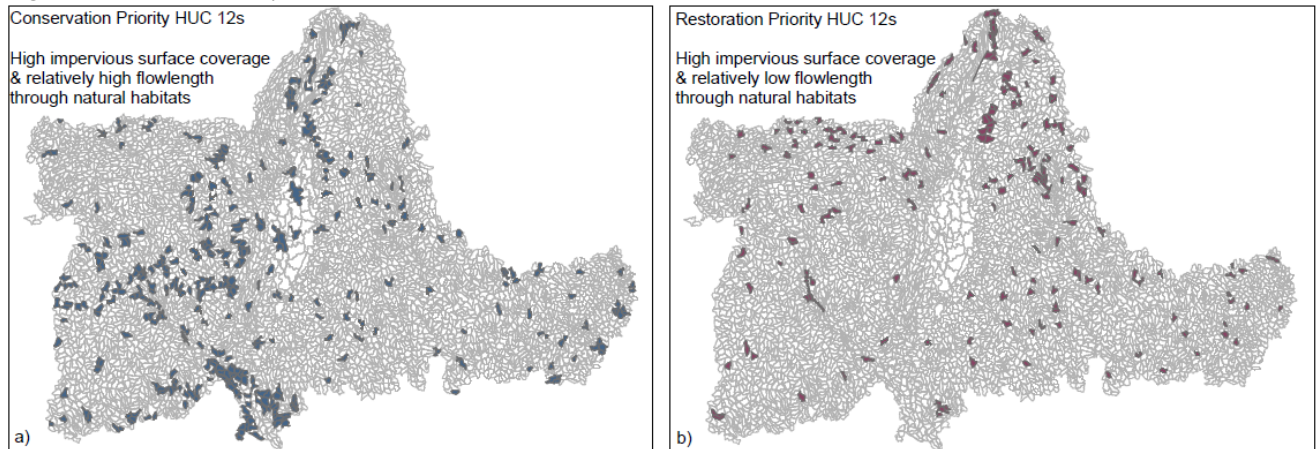 Conservation Priority HUC 12s
High impervious surface coverage
& relatively high flowlength
through natural habitats
a)
Restoration Priority HUC 12s
High impervious surface coverage
& relatively low flowlength
through natural habitats
b)